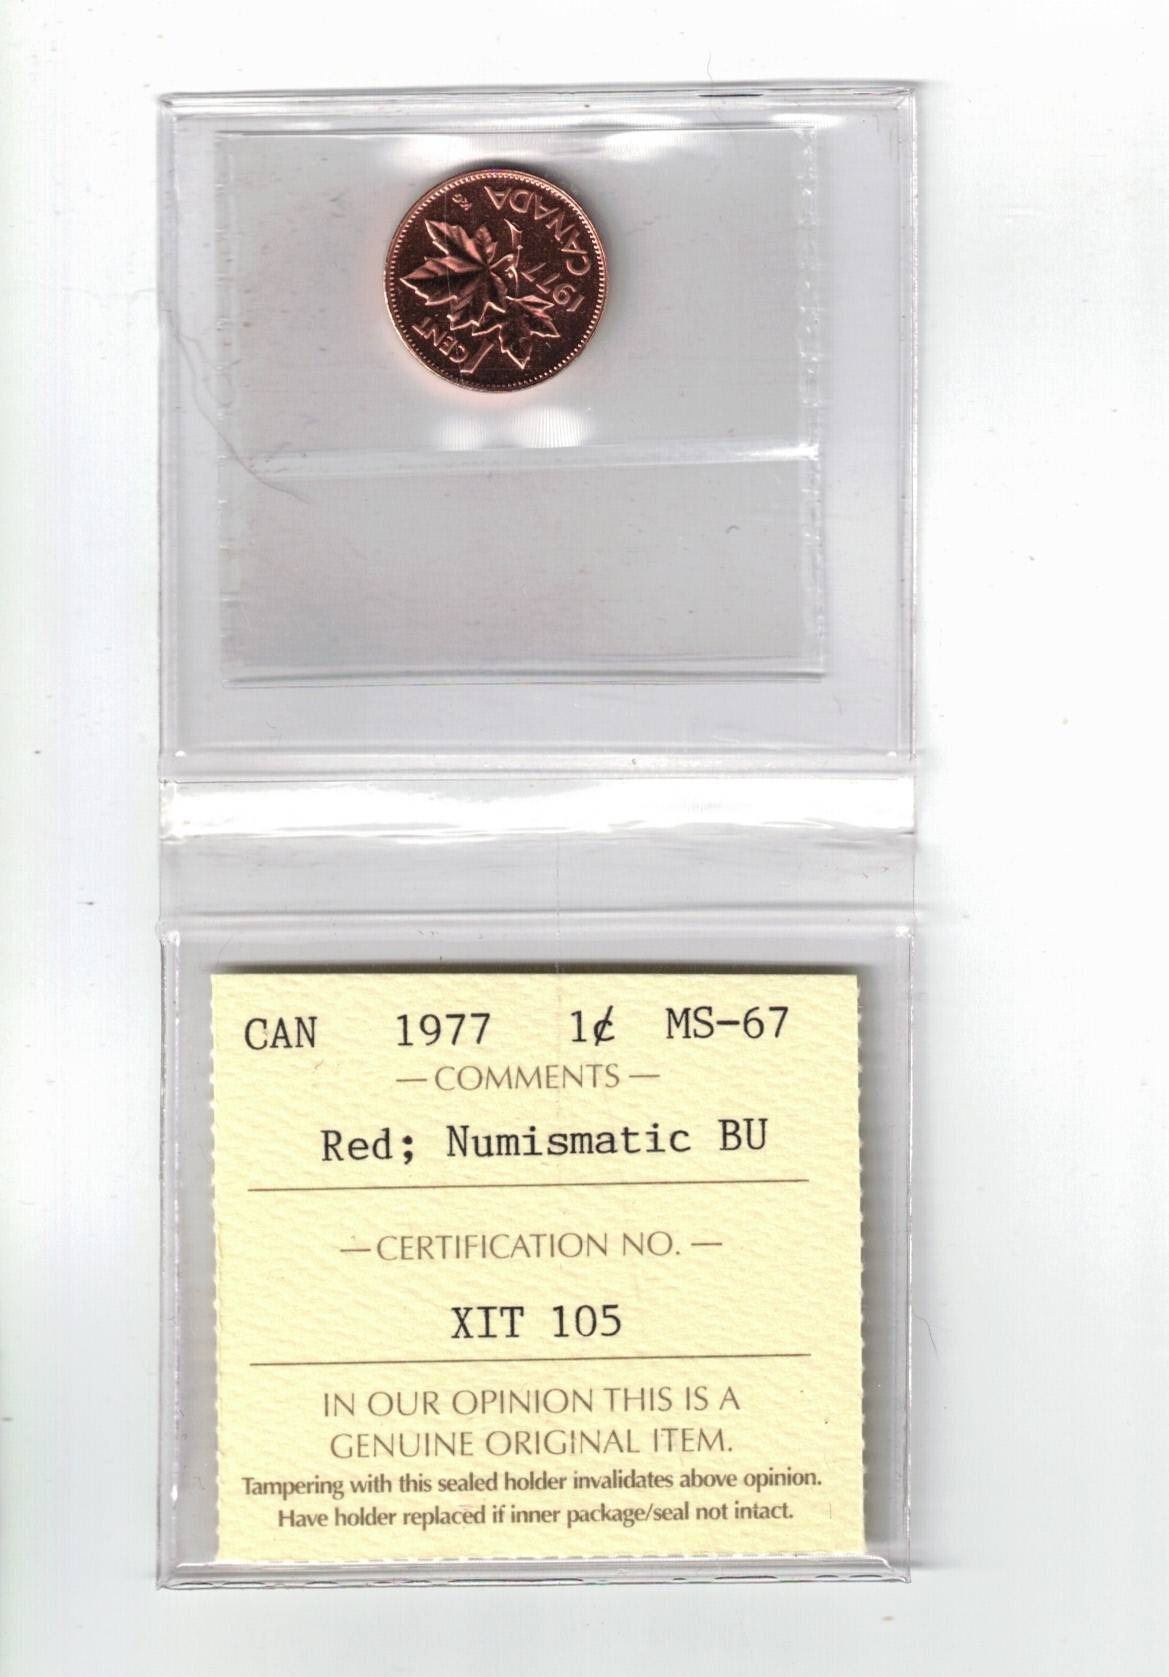 1 CENT
1977
CANADA
CAN 1977 1¢ MS-67
— COMMENTS —
Red; Numismatic BU
— CERTIFICATION NO. —
XIT 105
IN OUR OPINION THIS IS A
GENUINE ORIGINAL ITEM.
Tampering with this sealed holder invalidates above opinion.
Have holder replaced if inner package/seal not intact.